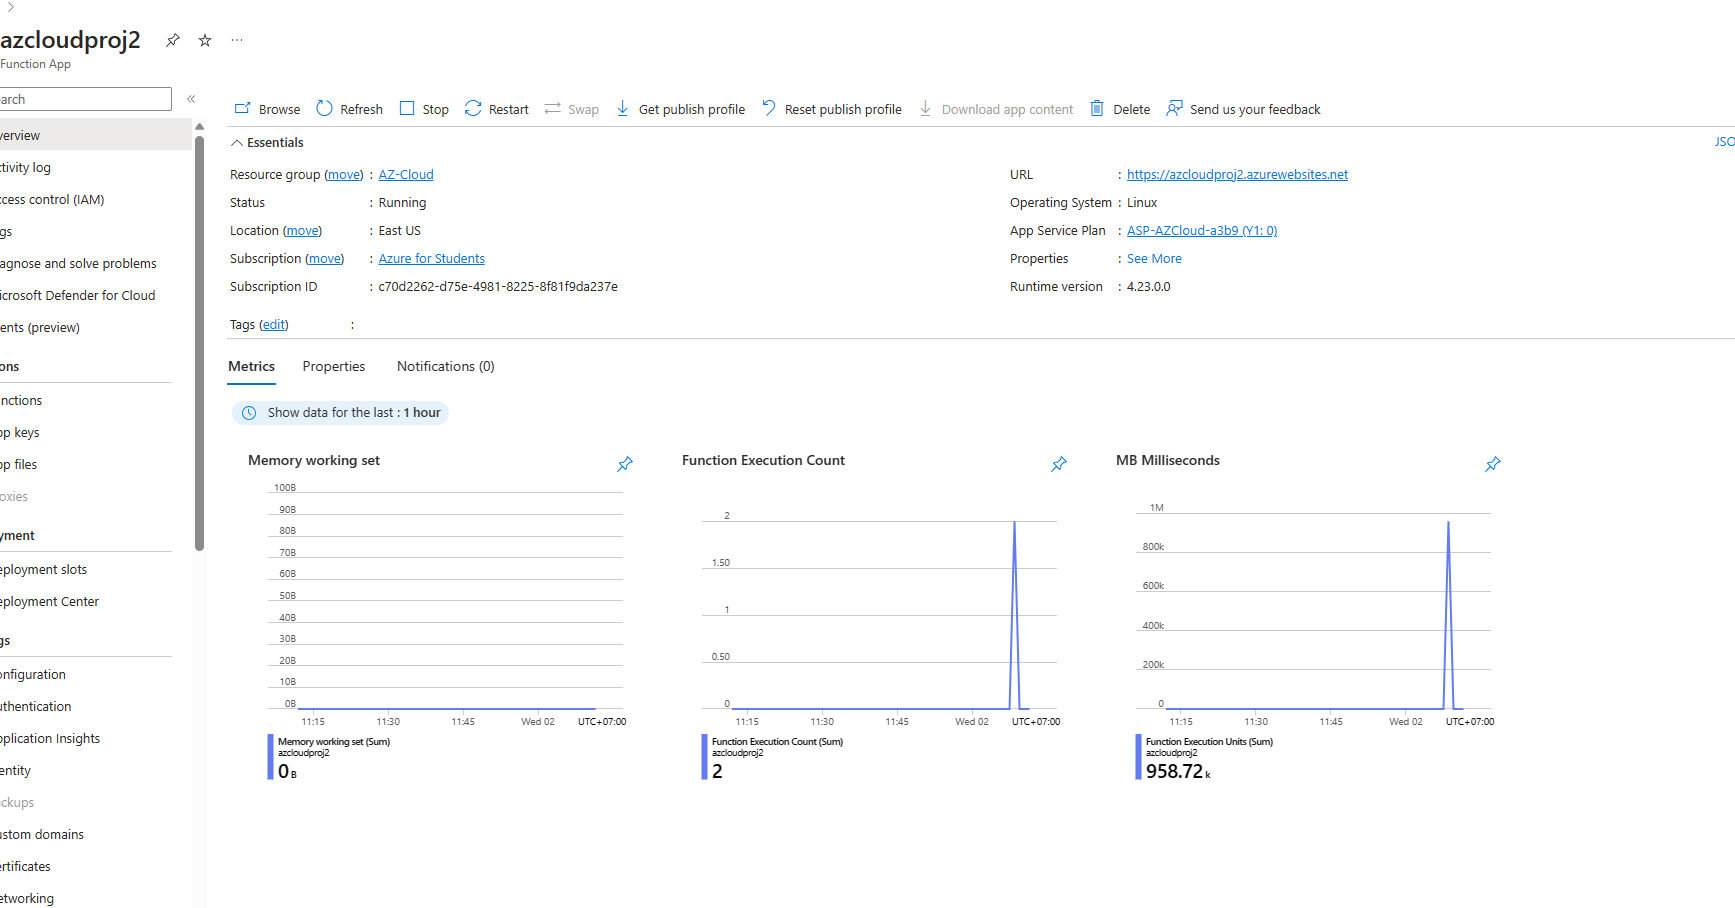 azcloudproj2
Function App
arch
Browse Refresh Stop Restart Swap Get publish profile Reset publish profile Download app content Delete Send us your feedback
verview
tivity log
ccess control (IAM)
gs
agnose and solve problems
icrosoft Defender for Cloud
ents (preview)
ons
nctions
pp keys
pp files
oxies
yment
eployment slots
eployment Center
gs
onfiguration
uthentication
pplication Insights
entity
ackups
ustom domains
ertificates
etworking
Essentials
JSO
Resource group (move) : AZ-Cloud
Status : Running
Location (move) : East US
Subscription (move) : Azure for Students
Subscription ID : c70d2262-d75e-4981-8225-8f81f9da237e
URL : https://azcloudproj2.azurewebsites.net
Operating System : Linux
App Service Plan : ASP-AZCloud-a3b9 (Y1: 0)
Properties : See More
Runtime version : 4.23.0.0
Tags (edit) :
Metrics Properties Notifications (0)
Show data for the last : 1 hour
Memory working set
100B
90B
80B
70B
60B
50B
40B
30B
20B
10B
0B
11:15 11:30 11:45 Wed 02 UTC+07:00
Memory working set (Sum)
azcloudproj2
0 B
Function Execution Count
2
1.50
1
0.50
0
11:15 11:30 11:45 Wed 02 UTC+07:00
Function Execution Count (Sum)
azcloudproj2
2
MB Milliseconds
1M
800k
600k
400k
200k
0
11:15 11:30 11:45 Wed 02 UTC+07:00
Function Execution Units (Sum)
azcloudproj2
958.72 k